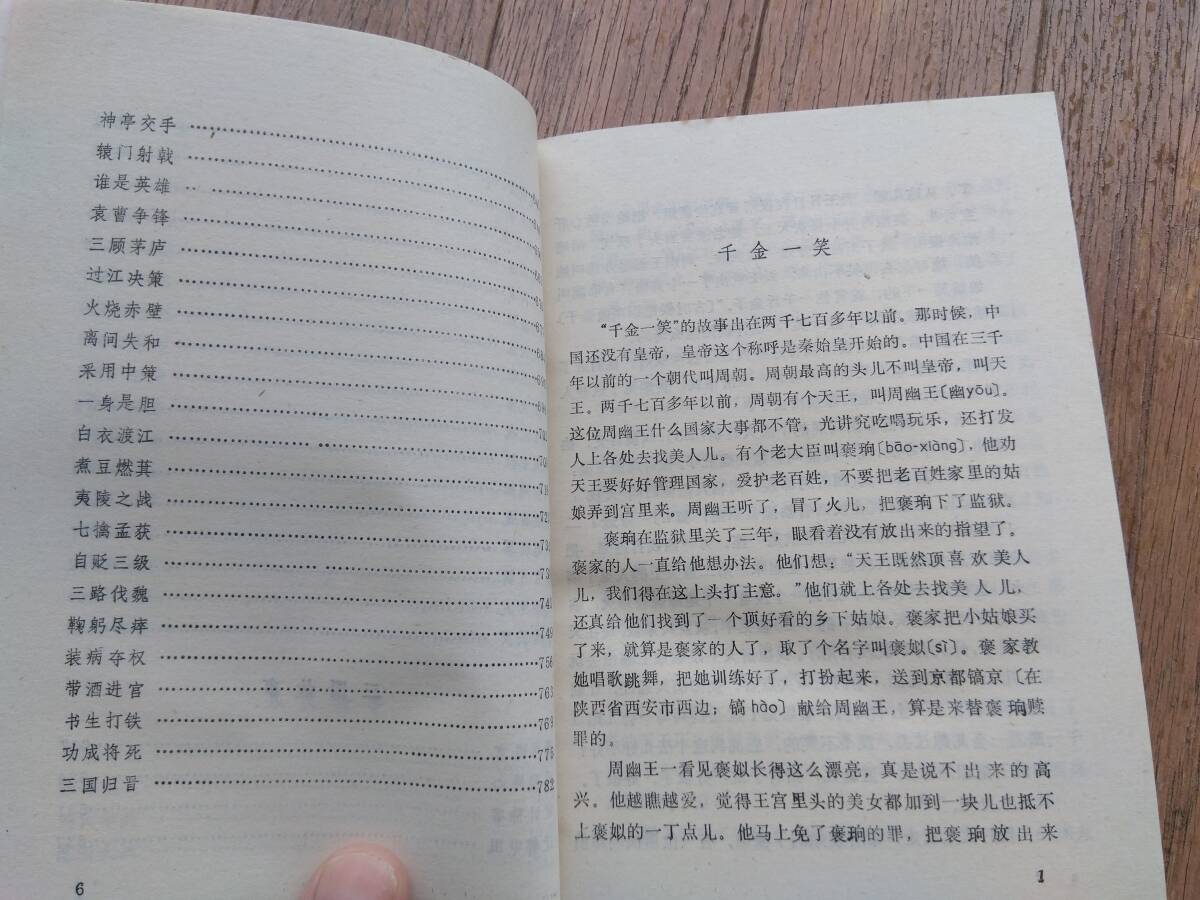 神亭交手
辕门射戟
谁是英雄
袁曹争锋
三顾茅庐
过江决策
火烧赤壁
离间失和
采用中策
一身是胆
白衣渡江
煮豆燃萁
夷陵之战
七擒孟获
自贬三级
三路伐魏
鞠躬尽瘁 749
装病夺权 756
带酒进宫 763
书生打铁 769
功成将死 775
三国归晋 782
6
千金一笑
“千金一笑”的故事出在两千七百多年以前。那时候，中
国还没有皇帝，皇帝这个称呼是秦始皇开始的。中国在三千
年以前的一个朝代叫周朝。周朝最高的头儿不叫皇帝，叫天
王。两千七百多年以前，周朝有个天王，叫周幽王〔幽yōu〕。
这位周幽王什么国家大事都不管，光讲究吃喝玩乐，还打发
人上各处去找美人儿。有个老大臣叫褒珦〔bāo-xiàng〕，他劝
天王要好好管理国家，爱护老百姓，不要把老百姓家里的姑
娘弄到宫里来。周幽王听了，冒了火儿，把褒珦下了监狱。
褒珦在监狱里关了三年，眼看着没有放出来的指望了。
褒家的人一直给他想办法。他们想：“天王既然顶喜欢美人
儿，我们得在这上头打主意。”他们就上各处去找美人儿，
还真给他们找到了一个顶好看的乡下姑娘。褒家把小姑娘买
了来，就算是褒家的人了，取了个名字叫褒姒〔sì〕。褒家教
她唱歌跳舞，把她训练好了，打扮起来，送到京都镐京〔在
陕西省西安市西边；镐hào〕献给周幽王，算是来替褒珦赎
罪的。
周幽王一看见褒姒长得这么漂亮，真是说不出来的高
兴。他越瞧越爱，觉得王宫里头的美女都加到一块儿也抵不
上褒姒的一丁点儿。他马上免了褒珦的罪，把褒珦放出来
1